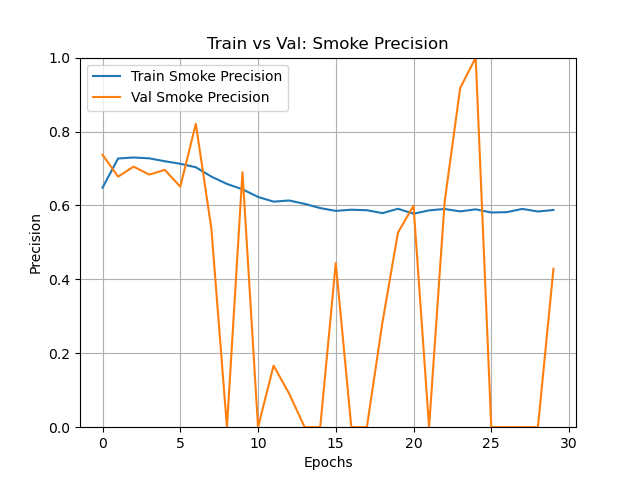 Train vs Val: Smoke Precision
Train Smoke Precision
Val Smoke Precision
1.0
0.8
0.6
0.4
0.2
0.0
Precision
0 5 10 15 20 25 30
Epochs